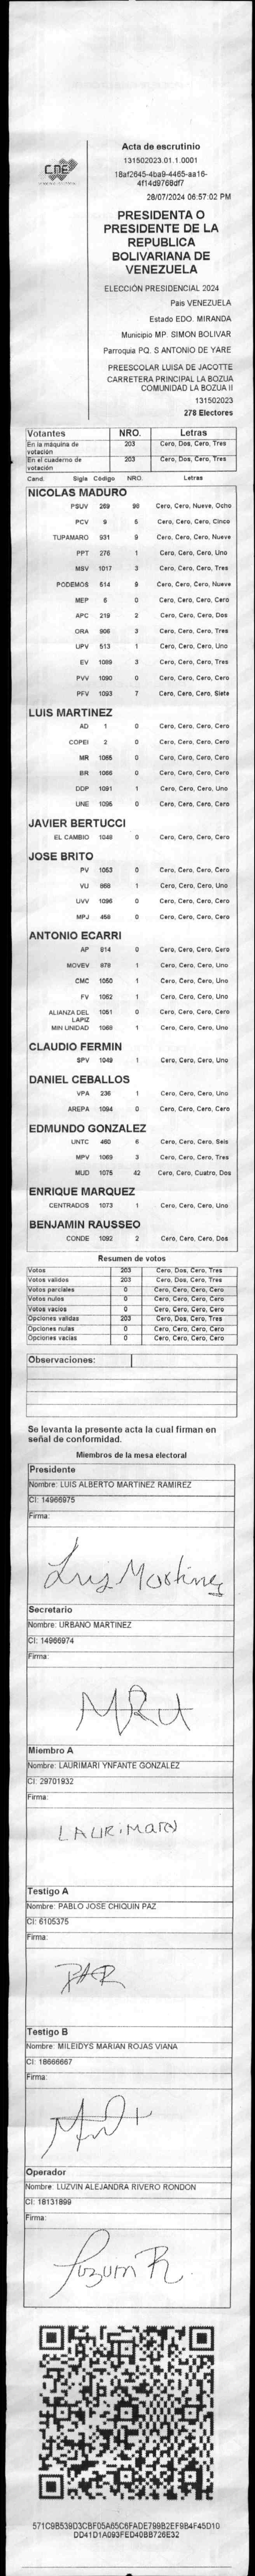 CNE
Acta de escrutinio
131502023.01.1.0001
18af2645-4ba9-4465-aa16-
4f14d9768df7
28/07/2024 06:57:02 PM
PRESIDENTA O
PRESIDENTE DE LA
REPUBLICA
BOLIVARIANA DE
VENEZUELA
ELECCIÓN PRESIDENCIAL 2024
País VENEZUELA
Estado EDO. MIRANDA
Municipio MP. SIMON BOLIVAR
Parroquia PQ. S ANTONIO DE YARE
PREESCOLAR LUISA DE JACOTTE
CARRETERA PRINCIPAL LA BOZUA
COMUNIDAD LA BOZUA II
131502023
278 Electores
Votantes NRO. Letras
En la máquina de votación 203 Cero, Dos, Cero, Tres
En el cuaderno de votación 203 Cero, Dos, Cero, Tres
Cand. Sigla Código NRO. Letras
NICOLAS MADURO
PSUV 269 98 Cero, Cero, Nueve, Ocho
PCV 9 5 Cero, Cero, Cero, Cinco
TUPAMARO 931 9 Cero, Cero, Cero, Nueve
PPT 276 1 Cero, Cero, Cero, Uno
MSV 1017 3 Cero, Cero, Cero, Tres
PODEMOS 514 9 Cero, Cero, Cero, Nueve
MEP 6 0 Cero, Cero, Cero, Cero
APC 219 2 Cero, Cero, Cero, Dos
ORA 906 3 Cero, Cero, Cero, Tres
UPV 513 1 Cero, Cero, Cero, Uno
EV 1089 3 Cero, Cero, Cero, Tres
PVV 1090 0 Cero, Cero, Cero, Cero
PFV 1093 7 Cero, Cero, Cero, Siete
LUIS MARTINEZ
AD 1 0 Cero, Cero, Cero, Cero
COPEI 2 0 Cero, Cero, Cero, Cero
MR 1065 0 Cero, Cero, Cero, Cero
BR 1066 0 Cero, Cero, Cero, Cero
DDP 1091 1 Cero, Cero, Cero, Uno
UNE 1095 0 Cero, Cero, Cero, Cero
JAVIER BERTUCCI
EL CAMBIO 1048 0 Cero, Cero, Cero, Cero
JOSE BRITO
PV 1053 0 Cero, Cero, Cero, Cero
VU 868 1 Cero, Cero, Cero, Uno
UVV 1096 0 Cero, Cero, Cero, Cero
MPJ 458 0 Cero, Cero, Cero, Cero
ANTONIO ECARRI
AP 814 0 Cero, Cero, Cero, Cero
MOVEV 878 1 Cero, Cero, Cero, Uno
CMC 1050 1 Cero, Cero, Cero, Uno
FV 1062 1 Cero, Cero, Cero, Uno
ALIANZA DEL LAPIZ 1051 0 Cero, Cero, Cero, Cero
MIN UNIDAD 1068 1 Cero, Cero, Cero, Uno
CLAUDIO FERMIN
SPV 1049 1 Cero, Cero, Cero, Uno
DANIEL CEBALLOS
VPA 236 1 Cero, Cero, Cero, Uno
AREPA 1094 0 Cero, Cero, Cero, Cero
EDMUNDO GONZALEZ
UNTC 460 6 Cero, Cero, Cero, Seis
MPV 1069 3 Cero, Cero, Cero, Tres
MUD 1075 42 Cero, Cero, Cuatro, Dos
ENRIQUE MARQUEZ
CENTRADOS 1073 1 Cero, Cero, Cero, Uno
BENJAMIN RAUSSEO
CONDE 1092 2 Cero, Cero, Cero, Dos
Resumen de votos
Votos 203 Cero, Dos, Cero, Tres
Votos validos 203 Cero, Dos, Cero, Tres
Votos parciales 0 Cero, Cero, Cero, Cero
Votos nulos 0 Cero, Cero, Cero, Cero
Votos vacios 0 Cero, Cero, Cero, Cero
Opciones validas 203 Cero, Dos, Cero, Tres
Opciones nulas 0 Cero, Cero, Cero, Cero
Opciones vacias 0 Cero, Cero, Cero, Cero
Observaciones:
Se levanta la presente acta la cual firman en
señal de conformidad.
Miembros de la mesa electoral
Presidente
Nombre: LUIS ALBERTO MARTINEZ RAMIREZ
CI: 14966975
Firma:
Luis Martinez
Secretario
Nombre: URBANO MARTINEZ
CI: 14966974
Firma:
Miembro A
Nombre: LAURIMARI YNFANTE GONZALEZ
CI: 29701932
Firma:
LAURiMARY
Testigo A
Nombre: PABLO JOSE CHIQUIN PAZ
CI: 6105375
Firma:
Testigo B
Nombre: MILEIDYS MARIAN ROJAS VIANA
CI: 18666667
Firma:
Operador
Nombre: LUZVIN ALEJANDRA RIVERO RONDON
CI: 18131899
Firma:
571C9B539D3CBF05A65C6FADE799B2EF9B4F45D10
DD41D1A093FED40BB726E32